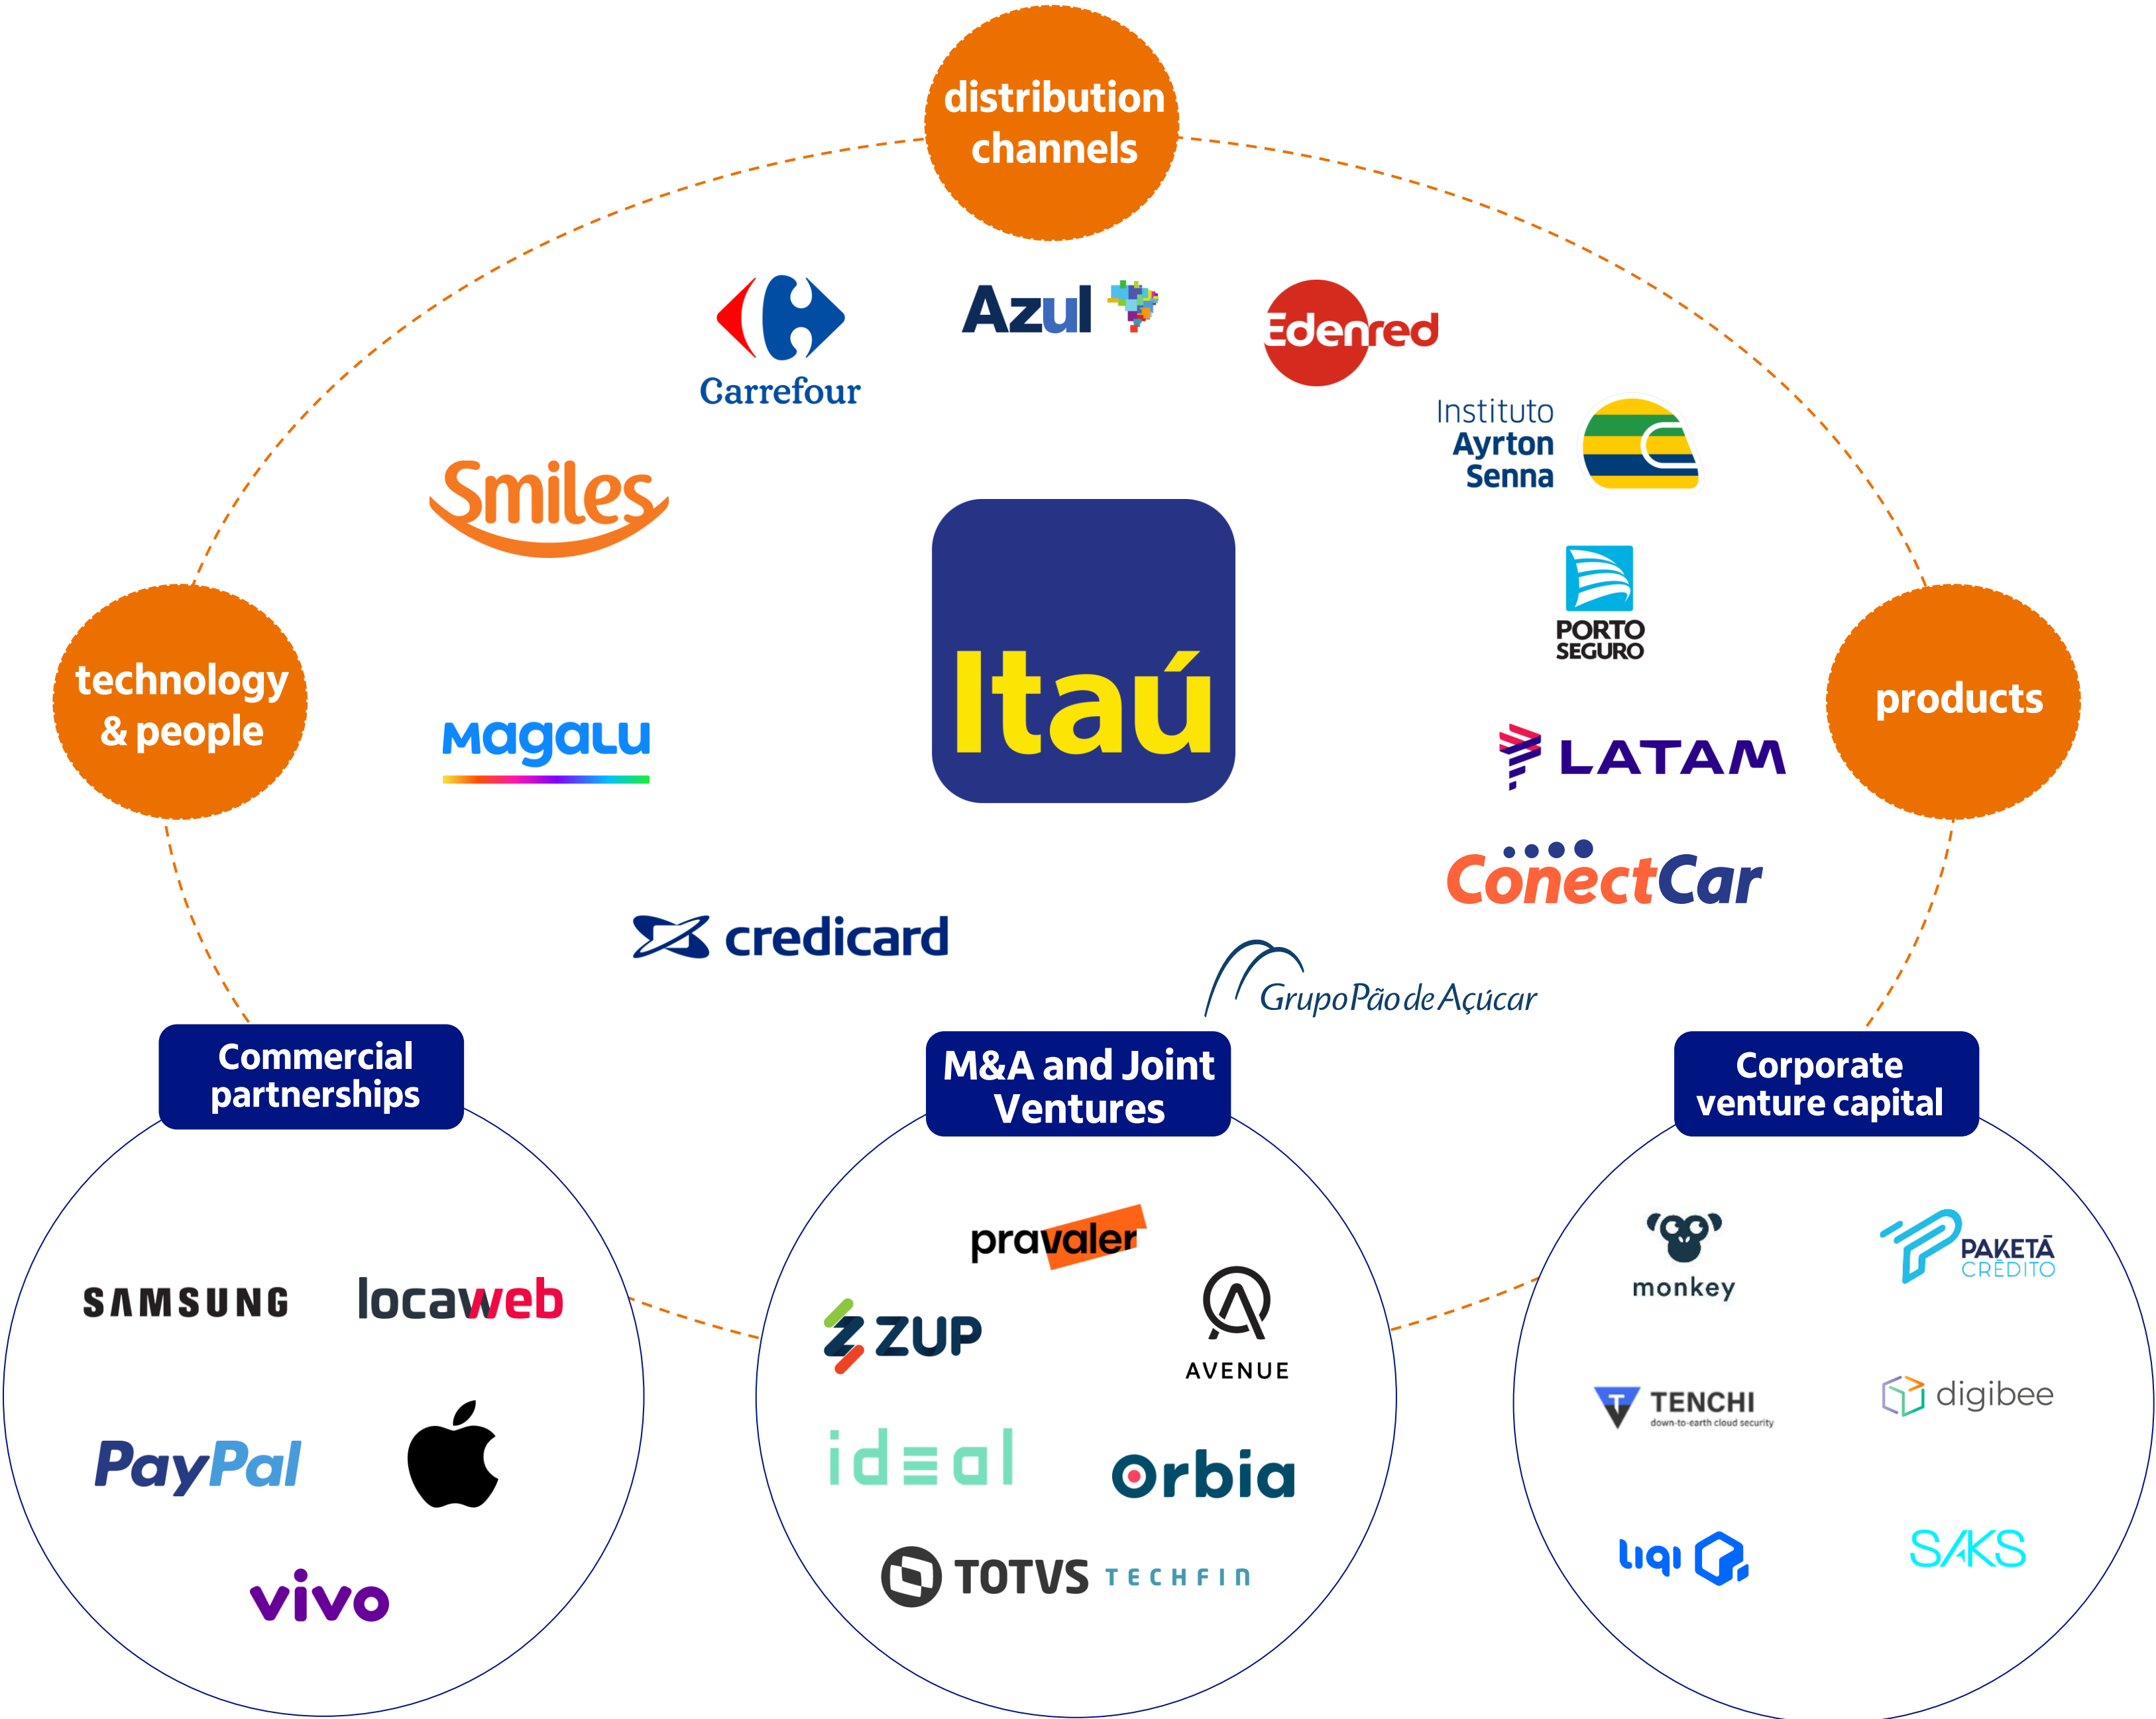 distribution
channels
Carrefour
Azul
Edenred
Instituto
Ayrton
Senna
Smiles
Itaú
PORTO
SEGURO
technology
& people
products
magalu
LATAM
ConectCar
credicard
Grupo Pão de Açúcar
Commercial
partnerships
SAMSUNG
locaweb
PayPal
vivo
M&A and Joint
Ventures
pravaler
ZUP
AVENUE
ideal
orbia
TOTVS TECHFIN
Corporate
venture capital
monkey
PAKETÁ
CRÉDITO
TENCHI
down-to-earth cloud security
digibee
liqi
SAKS